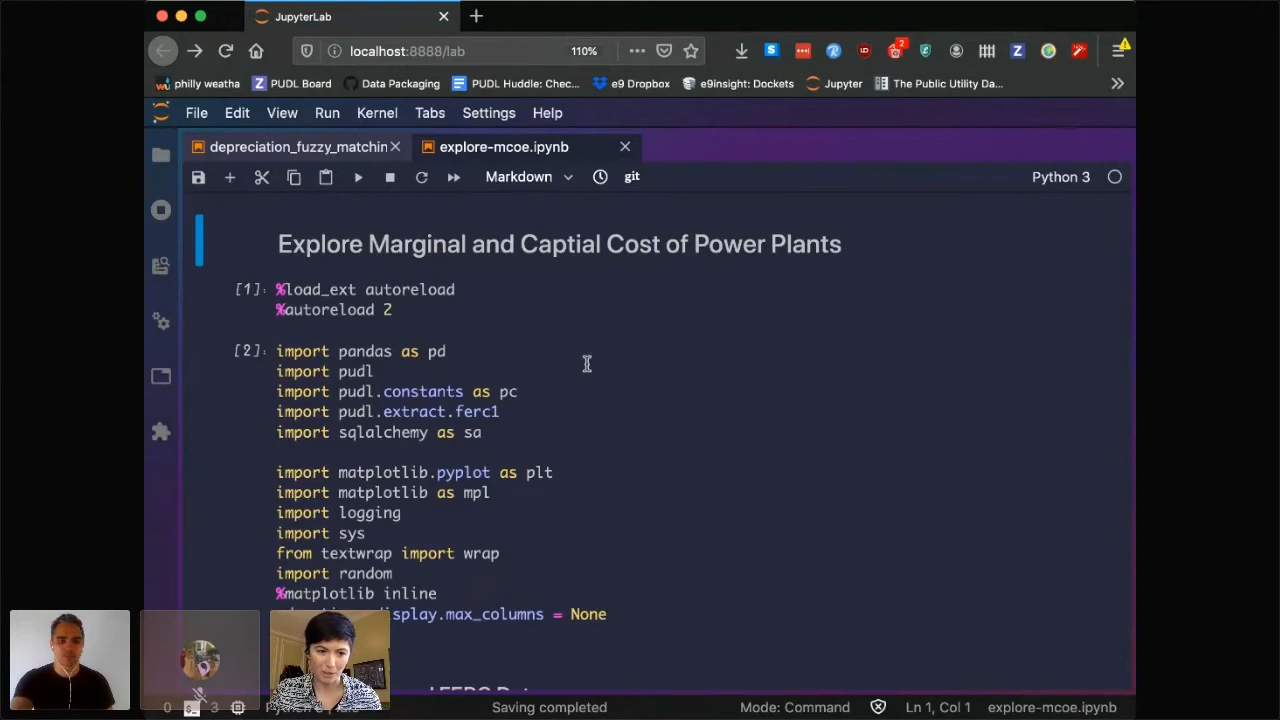 JupyterLab
localhost:8888/lab
110%
2
philly weatha
PUDL Board
Data Packaging
PUDL Huddle: Chec...
e9 Dropbox
e9insight: Dockets
Jupyter
The Public Utility Da...
File Edit View Run Kernel Tabs Settings Help
depreciation_fuzzy_matchin
explore-mcoe.ipynb
Markdown
git
Python 3
Explore Marginal and Captial Cost of Power Plants
[1]: %load_ext autoreload
%autoreload 2
[2]: import pandas as pd
import pudl
import pudl.constants as pc
import pudl.extract.ferc1
import sqlalchemy as sa
import matplotlib.pyplot as plt
import matplotlib as mpl
import logging
import sys
from textwrap import wrap
import random
%matplotlib inline
display.max_columns = None
0
3
Saving completed
Mode: Command
Ln 1, Col 1
explore-mcoe.ipynb